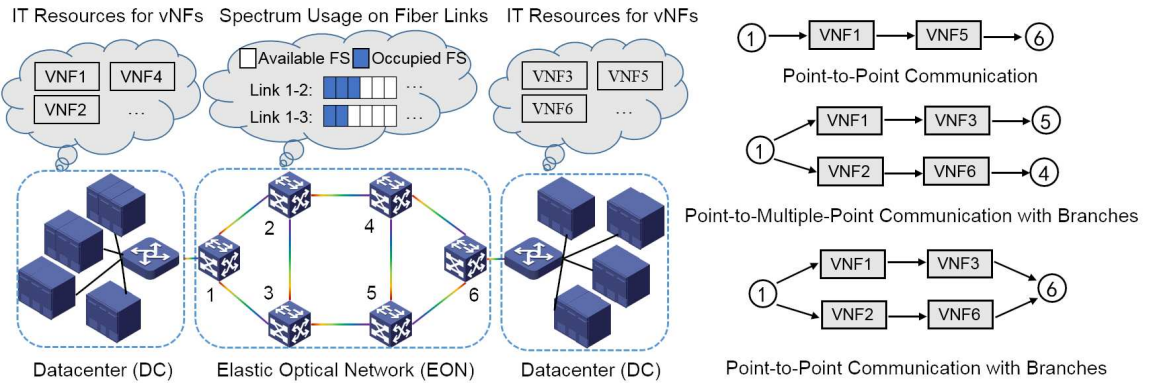 IT Resources for vNFs
Spectrum Usage on Fiber Links
IT Resources for vNFs
VNF1
VNF4
VNF2
...
Available FS
Occupied FS
Link 1-2:
...
Link 1-3:
...
VNF3
VNF5
VNF6
...
1
2
3
4
5
6
Datacenter (DC)
Elastic Optical Network (EON)
Datacenter (DC)
1
VNF1
VNF5
6
Point-to-Point Communication
1
VNF1
VNF3
5
VNF2
VNF6
4
Point-to-Multiple-Point Communication with Branches
1
VNF1
VNF3
VNF2
VNF6
6
Point-to-Point Communication with Branches